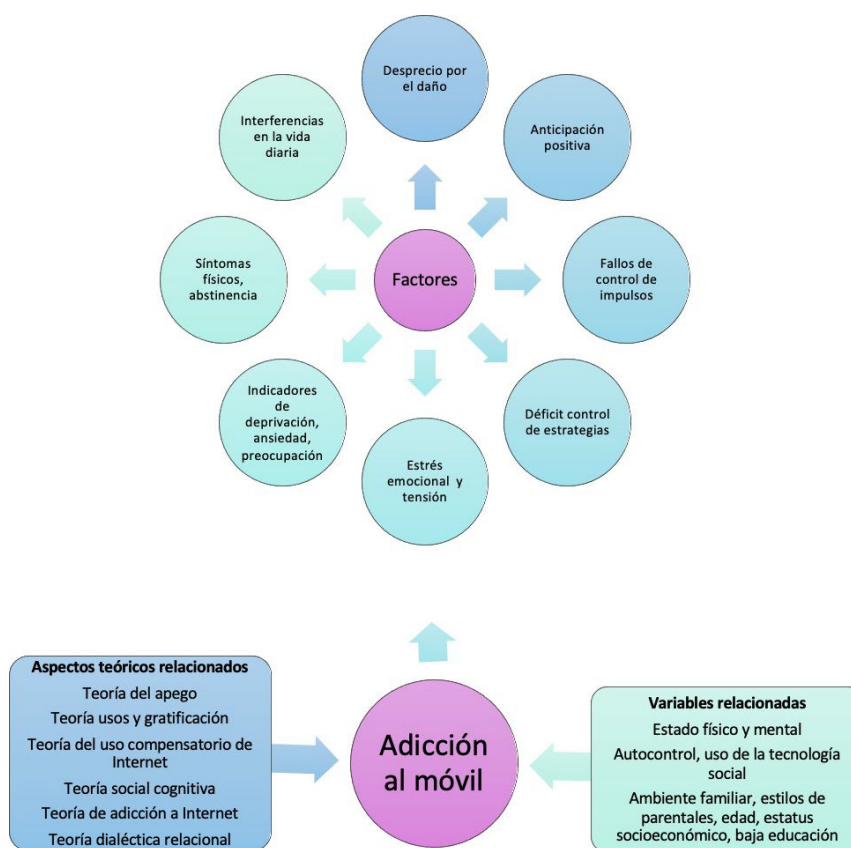 Desprecio por
el daño
Anticipación
positiva
Fallos de
control de
impulsos
Déficit control
de estrategias
Estrés
emocional y
tensión
Indicadores
de
deprivación,
ansiedad,
preocupación
Síntomas
físicos,
abstinencia
Interferencias
en la vida
diaria
Factores
Aspectos teóricos relacionados
Teoría del apego
Teoría usos y gratificación
Teoría del uso compensatorio de
Internet
Teoría social cognitiva
Teoría de adicción a Internet
Teoría dialéctica relacional
Adicción
al móvil
Variables relacionadas
Estado físico y mental
Autocontrol, uso de la tecnología
social
Ambiente familiar, estilos de
parentales, edad, estatus
socioeconómico, baja educación